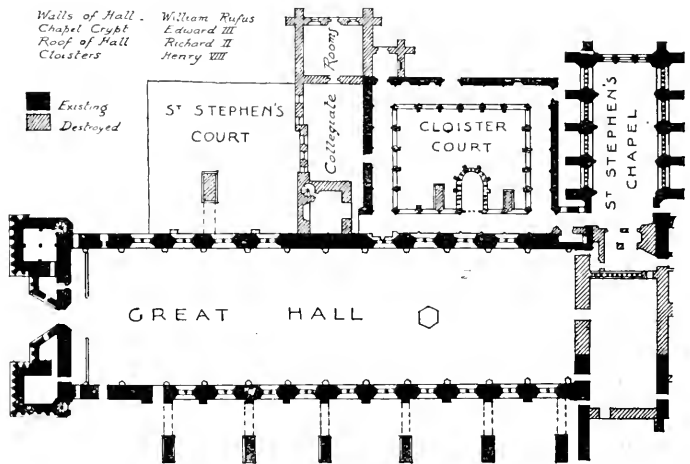 Walls of Hall - William Rufus
Chapel Crypt Edward III
Roof of Hall Richard II
Cloisters Henry VIII
Existing
Destroyed
ST STEPHEN'S
COURT
Collegiate Rooms
CLOISTER
COURT
ST STEPHEN'S
CHAPEL
GREAT HALL